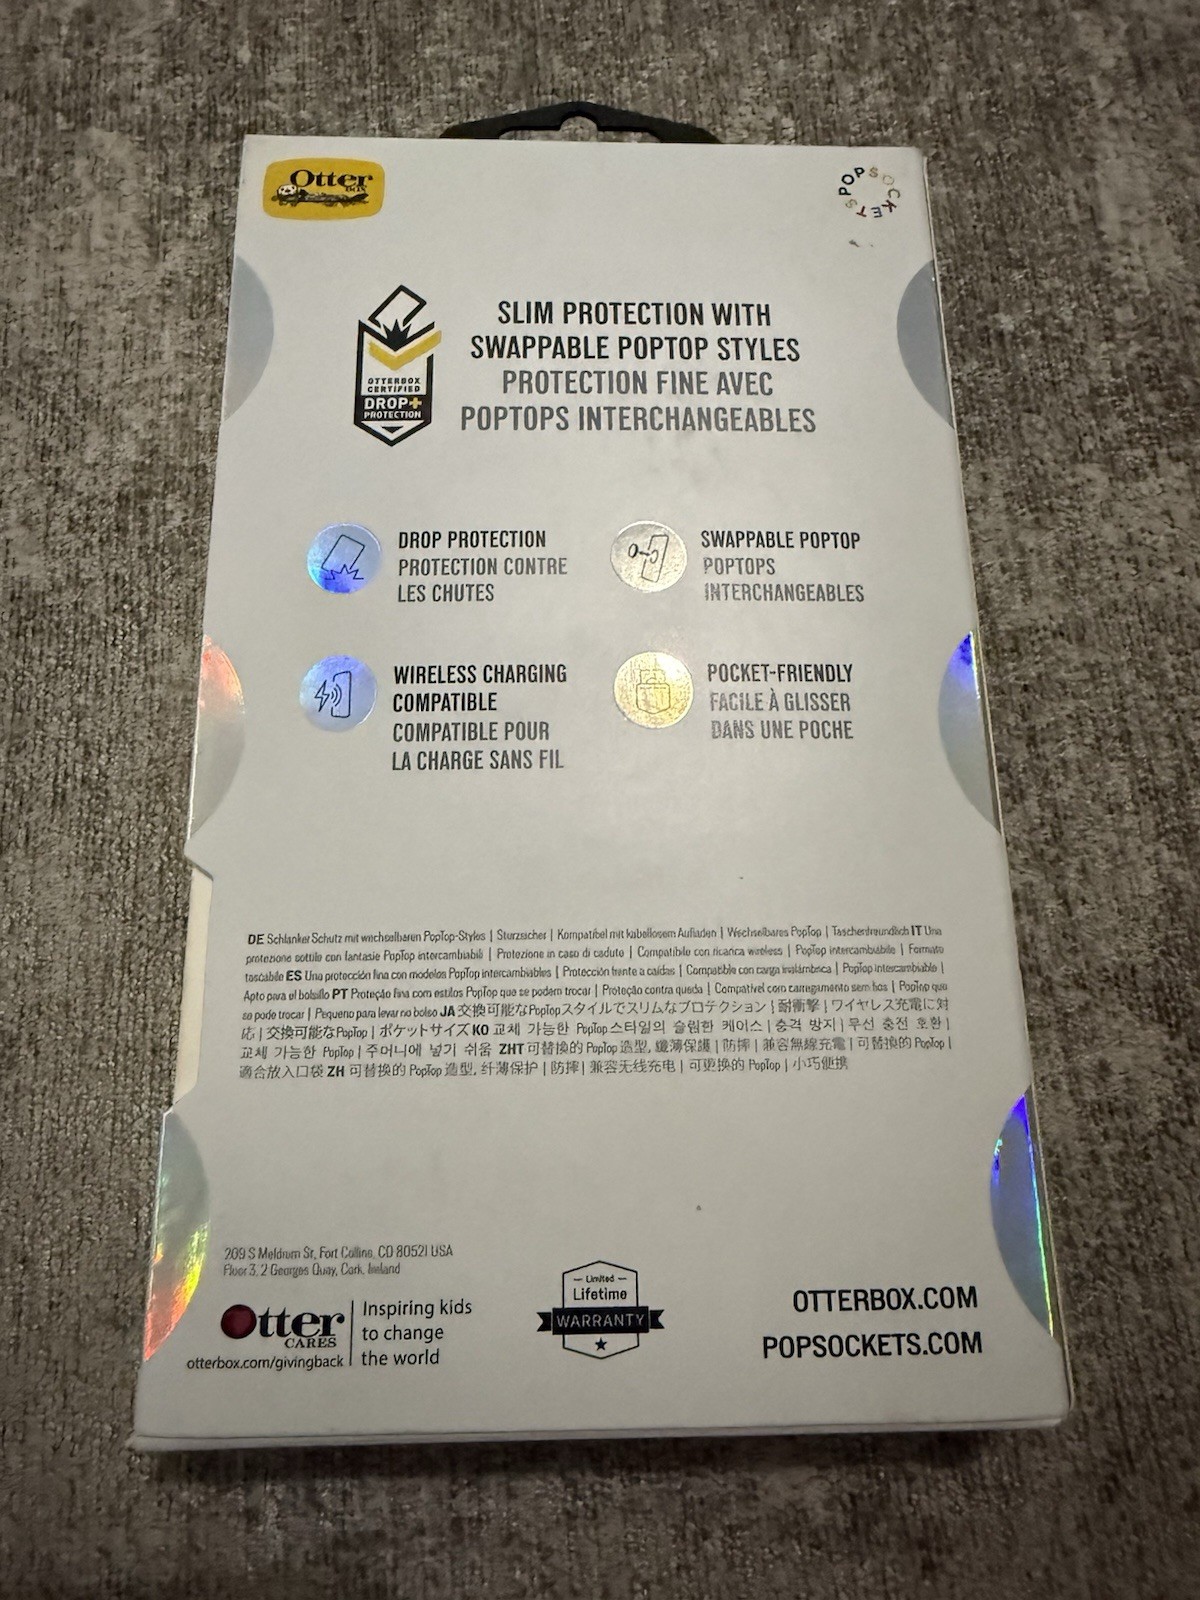 Otter
BOX
POPSOCKETS
SLIM PROTECTION WITH
SWAPPABLE POPTOP STYLES
PROTECTION FINE AVEC
POPTOPS INTERCHANGEABLES
OTTERBOX
CERTIFIED
DROP+
PROTECTION
DROP PROTECTION
PROTECTION CONTRE
LES CHUTES
SWAPPABLE POPTOP
POPTOPS
INTERCHANGEABLES
WIRELESS CHARGING
COMPATIBLE
COMPATIBLE POUR
LA CHARGE SANS FIL
POCKET-FRIENDLY
FACILE À GLISSER
DANS UNE POCHE
DE Schlanker Schutz mit wechselbaren PopTop-Styles | Sturzsicher | Kompatibel mit kabellosem Aufladen | Wechselbares PopTop | Taschenfreundlich IT Una
protezione sottile con fantasie PopTop intercambiabili | Protezione in caso di caduta | Compatibile con ricarica wireless | PopTop intercambiabile | Formato
tascabile ES Una protección fina con modelos PopTop intercambiables | Protección frente a caídas | Compatible con carga inalámbrica | PopTop intercambiable |
Apto para el bolsillo PT Proteção fina com estilos PopTop que se podem trocar | Proteção contra queda | Compatível com carregamento sem fios | PopTop que
se pode trocar | Pequeno para levar no bolso JA 交換可能なPopTopスタイルでスリムなプロテクション | 耐衝撃 | ワイヤレス充電に対
応 | 交換可能なPopTop | ポケットサイズ KO 교체 가능한 PopTop 스타일의 슬림한 케이스 | 충격 방지 | 무선 충전 호환 |
교체 가능한 PopTop | 주머니에 넣기 쉬움 ZHT 可替換的 PopTop 造型, 纖薄保護 | 防摔 | 兼容無線充電 | 可替換的 PopTop |
適合放入口袋 ZH 可替换的 PopTop 造型, 纤薄保护 | 防摔 | 兼容无线充电 | 可更换的 PopTop | 小巧便携
209 S Meldrum St, Fort Collins, CO 80521 USA
Floor 3, 2 Georges Quay, Cork, Ireland
Otter
CARES
otterbox.com/givingback
Inspiring kids
to change
the world
Limited
Lifetime
WARRANTY
OTTERBOX.COM
POPSOCKETS.COM